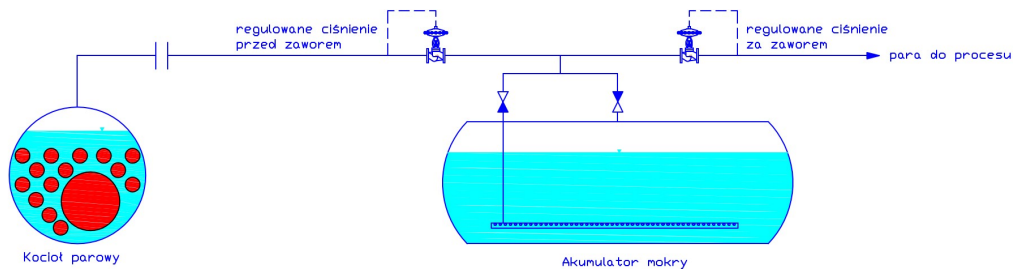 regulowane ciśnienie
przed zaworem
regulowane ciśnienie
za zaworem
para do procesu
Kocioł parowy
Akumulator mokry